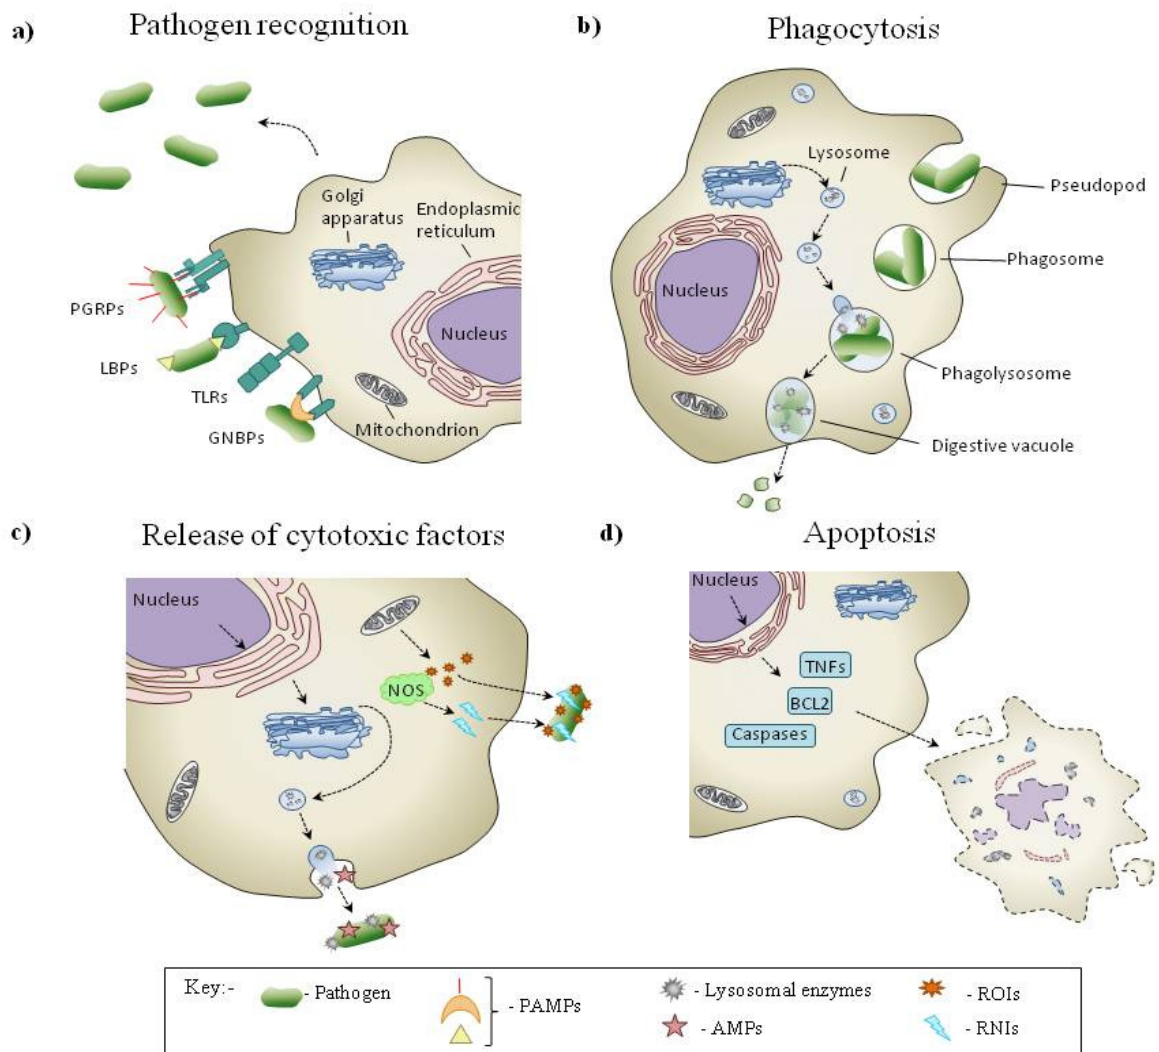 a)
Pathogen recognition
Golgi
apparatus
Endoplasmic
reticulum
Nucleus
PGRPs
LBPs
TLRs
GNBPs
Mitochondrion
b)
Phagocytosis
Lysosome
Pseudopod
Phagosome
Nucleus
Phagolysosome
Digestive vacuole
c)
Release of cytotoxic factors
Nucleus
NOS
d)
Apoptosis
Nucleus
TNFs
BCL2
Caspases
Key:-
- Pathogen
- PAMPs
- Lysosomal enzymes
- AMPs
- ROIs
- RNIs